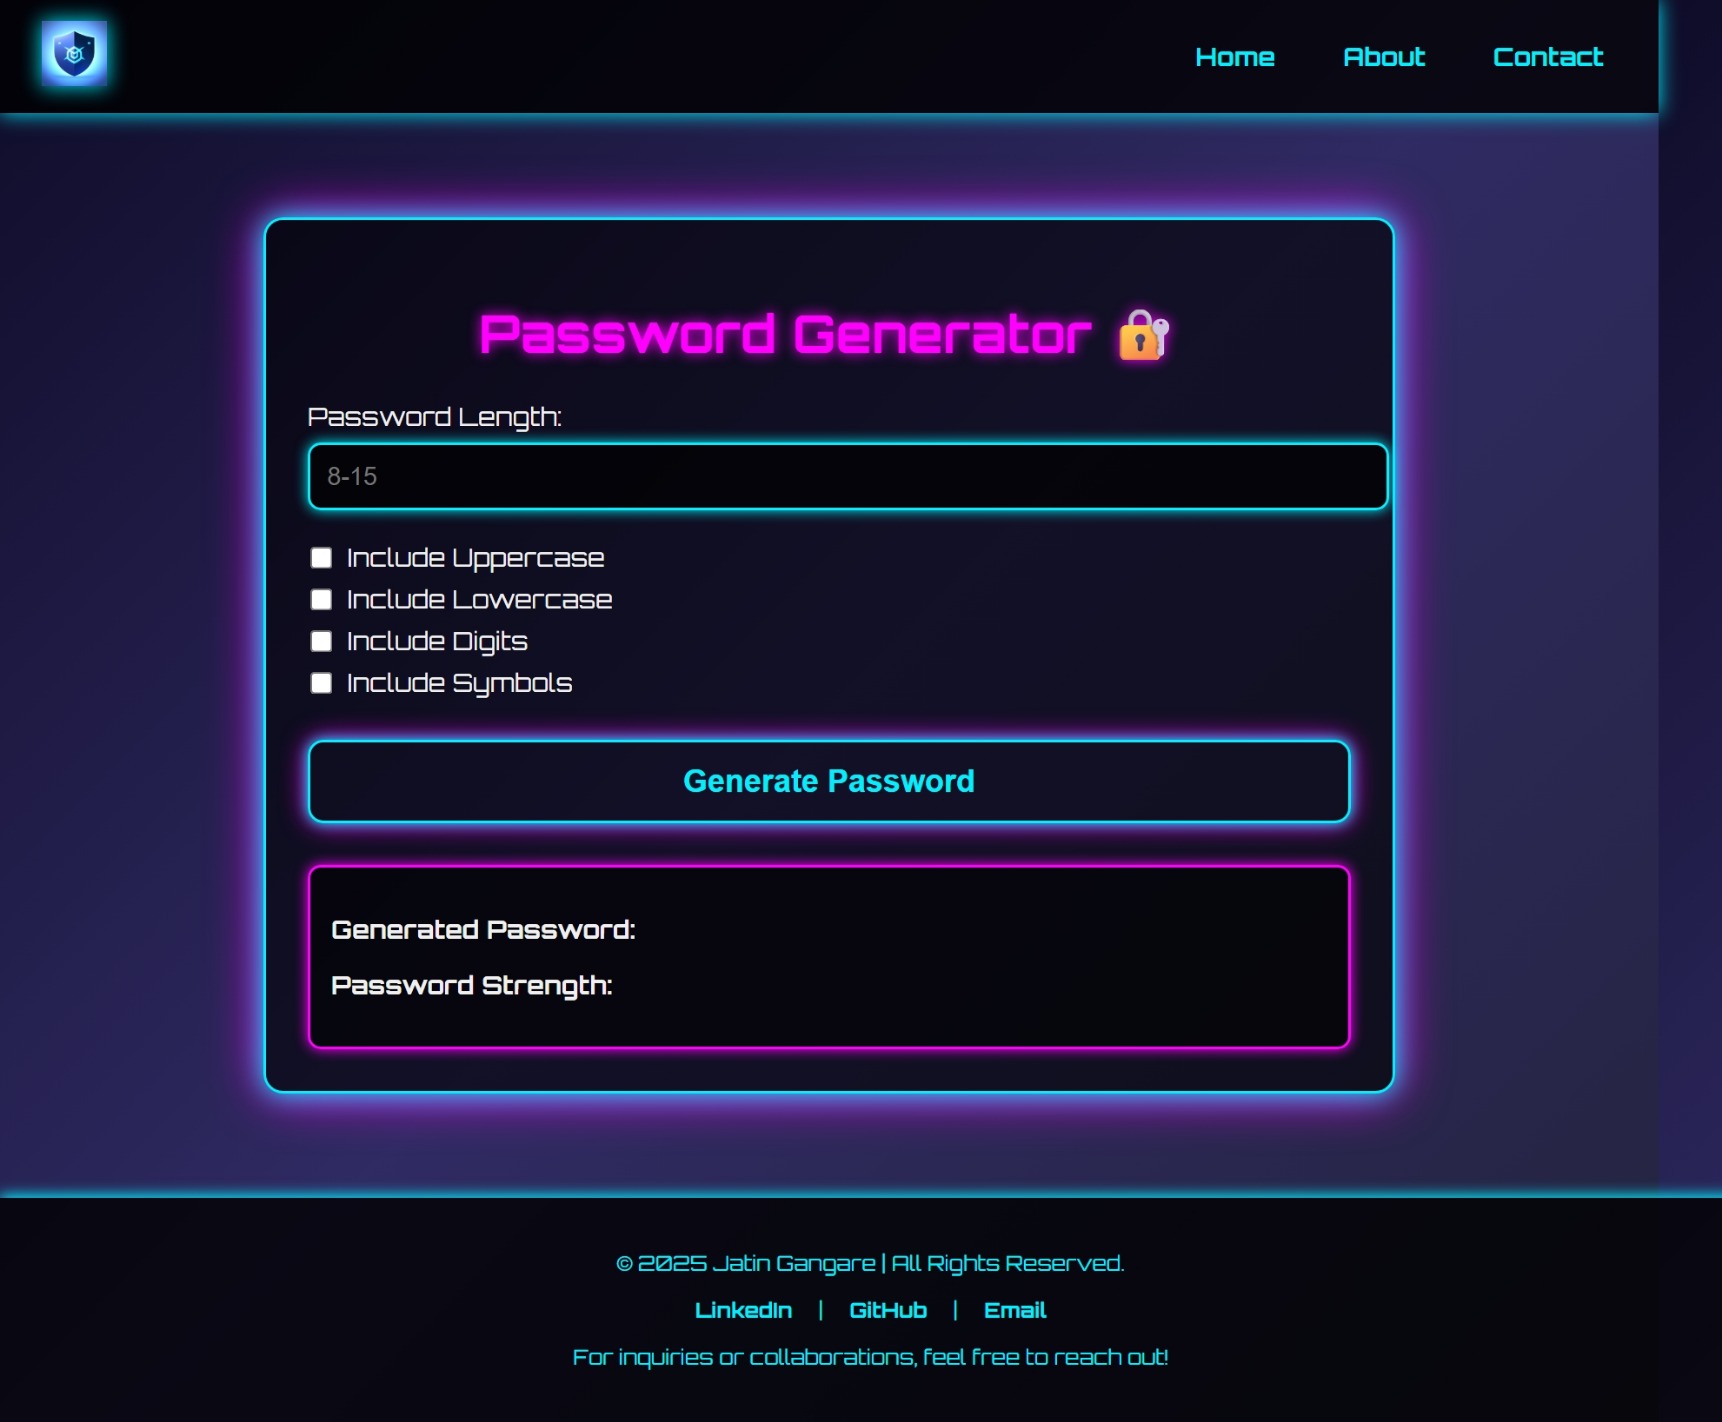 Home About Contact
Password Generator 🔐
Password Length:
8-15
Include Uppercase
Include Lowercase
Include Digits
Include Symbols
Generate Password
Generated Password:
Password Strength:
© 2025 Jatin Gangare | All Rights Reserved.
LinkedIn | GitHub | Email
For inquiries or collaborations, feel free to reach out!